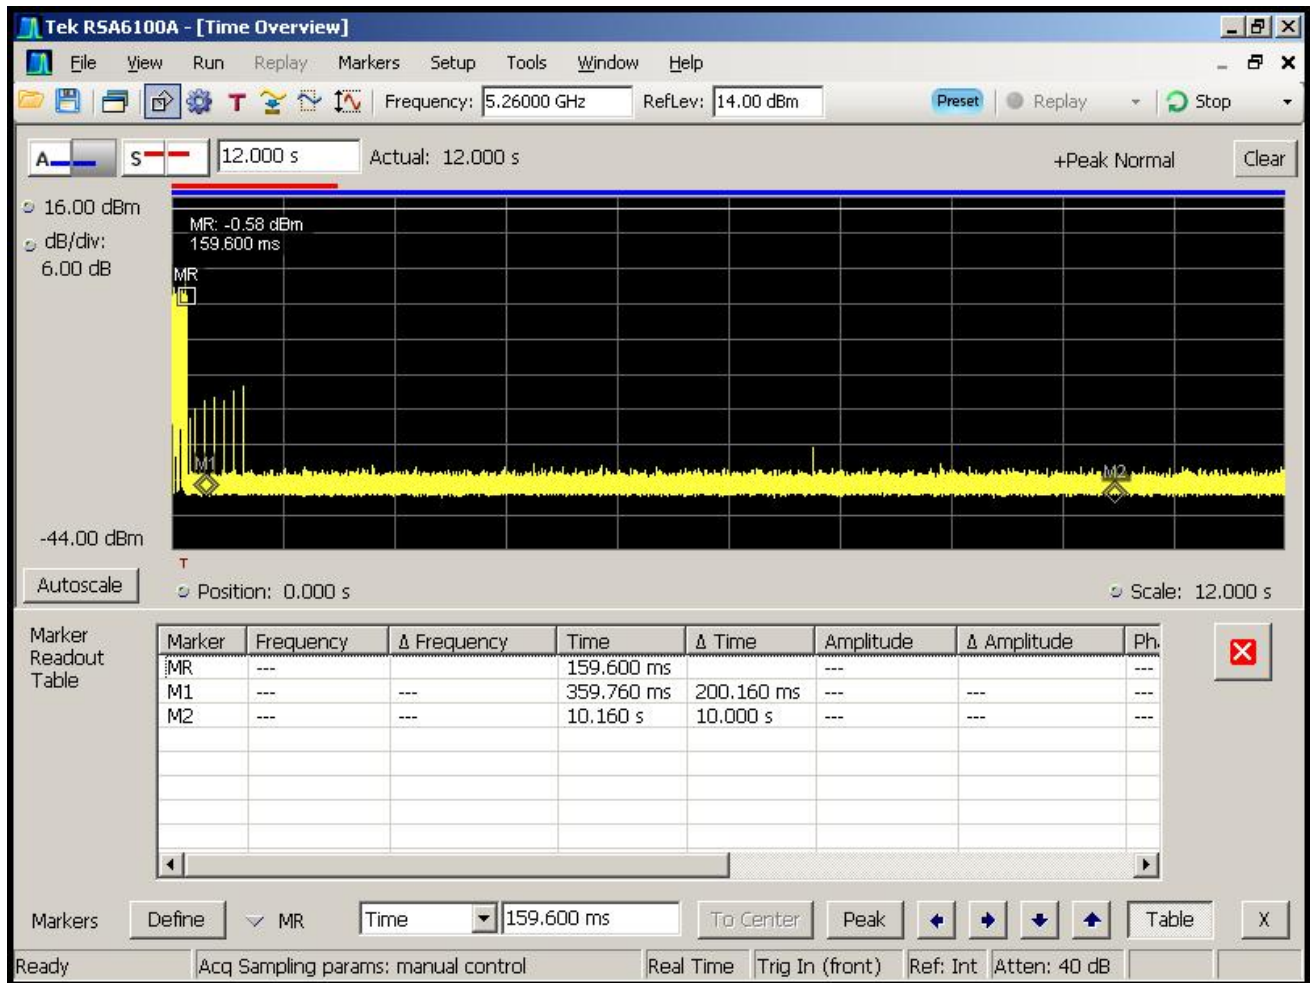 Tek RSA6100A - [Time Overview]
File View Run Replay Markers Setup Tools Window Help
T Frequency: 5.26000 GHz RefLev: 14.00 dBm Preset Replay Stop
A S 12.000 s Actual: 12.000 s +Peak Normal Clear
16.00 dBm
dB/div:
6.00 dB
MR: -0.58 dBm
159.600 ms
MR
M1
M2
-44.00 dBm
T
Autoscale Position: 0.000 s Scale: 12.000 s
Marker
Readout
Table
Marker Frequency Δ Frequency Time Δ Time Amplitude Δ Amplitude Ph
MR --- 159.600 ms --- ---
M1 --- --- 359.760 ms 200.160 ms --- --- ---
M2 --- --- 10.160 s 10.000 s --- --- ---
Markers Define MR Time 159.600 ms To Center Peak Table X
Ready Acq Sampling params: manual control Real Time Trig In (front) Ref: Int Atten: 40 dB